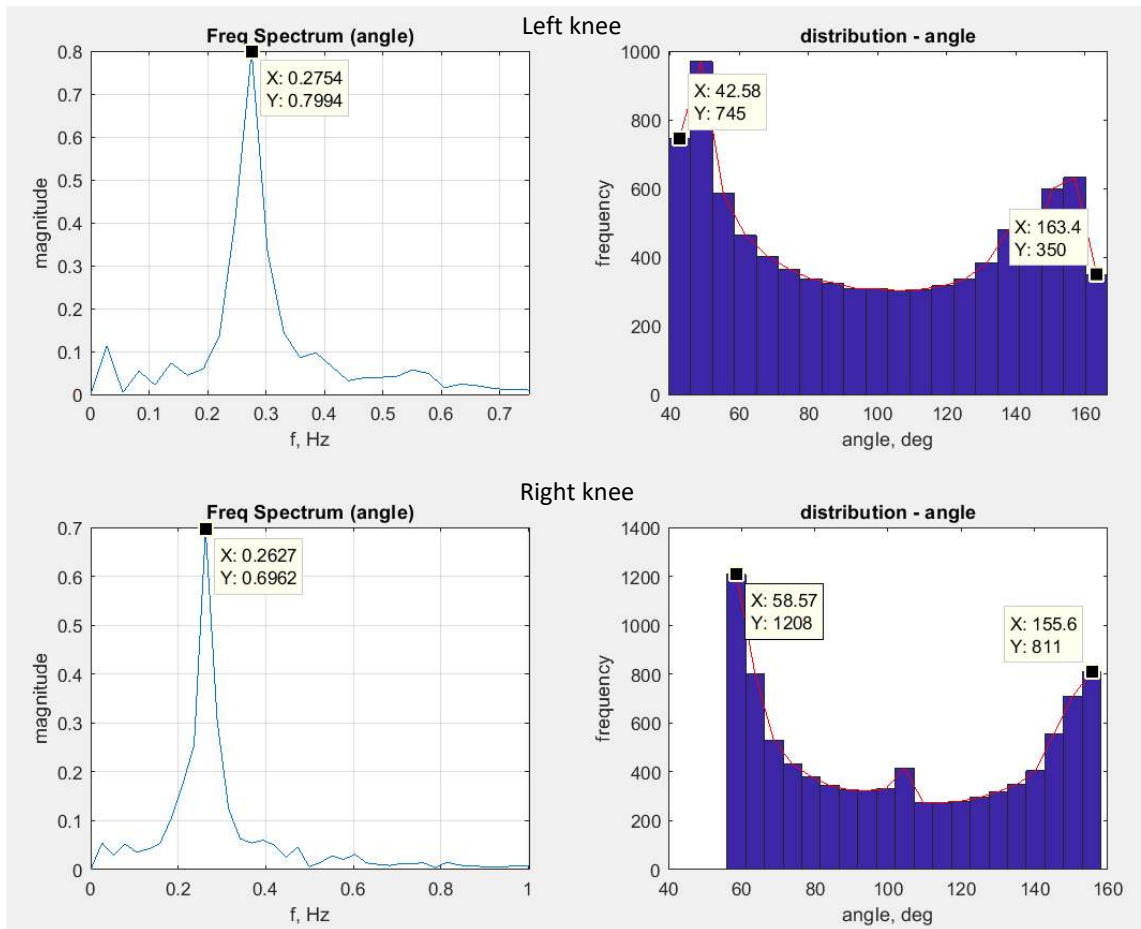 Left knee
Freq Spectrum (angle)
distribution - angle
0.8
0.7
0.6
0.5
0.4
0.3
0.2
0.1
0
magnitude
X: 0.2754
Y: 0.7994
0 0.1 0.2 0.3 0.4 0.5 0.6 0.7
f, Hz
1000
800
600
400
200
0
frequency
X: 42.58
Y: 745
X: 163.4
Y: 350
40 60 80 100 120 140 160
angle, deg
Right knee
Freq Spectrum (angle)
distribution - angle
0.7
0.6
0.5
0.4
0.3
0.2
0.1
0
magnitude
X: 0.2627
Y: 0.6962
0 0.2 0.4 0.6 0.8 1
f, Hz
1400
1200
1000
800
600
400
200
0
frequency
X: 58.57
Y: 1208
X: 155.6
Y: 811
40 60 80 100 120 140 160
angle, deg